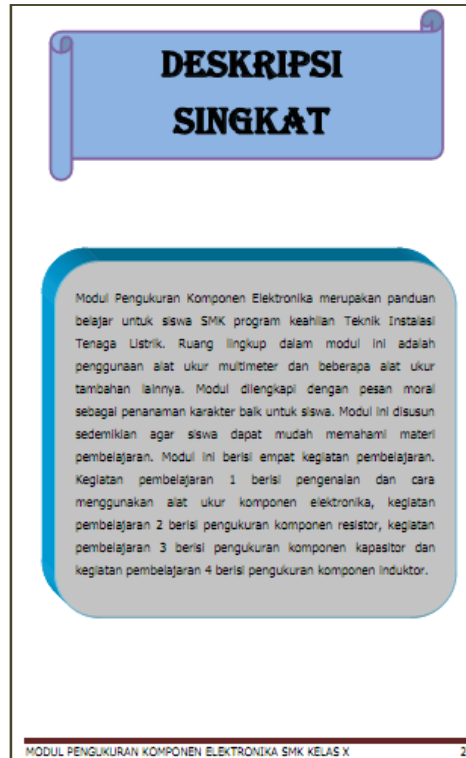 DESKRIPSI
SINGKAT
Modul Pengukuran Komponen Elektronika merupakan panduan
belajar untuk siswa SMK program keahlian Teknik Instalasi
Tenaga Listrik. Ruang lingkup dalam modul ini adalah
penggunaan alat ukur multimeter dan beberapa alat ukur
tambahan lainnya. Modul dilengkapi dengan pesan moral
sebagai penanaman karakter baik untuk siswa. Modul ini disusun
sedemikian agar siswa dapat mudah memahami materi
pembelajaran. Modul ini berisi empat kegiatan pembelajaran.
Kegiatan pembelajaran 1 berisi pengenalan dan cara
menggunakan alat ukur komponen elektronika, kegiatan
pembelajaran 2 berisi pengukuran komponen resistor, kegiatan
pembelajaran 3 berisi pengukuran komponen kapasitor dan
kegiatan pembelajaran 4 berisi pengukuran komponen induktor.
MODUL PENGUKURAN KOMPONEN ELEKTRONIKA SMK KELAS X 2